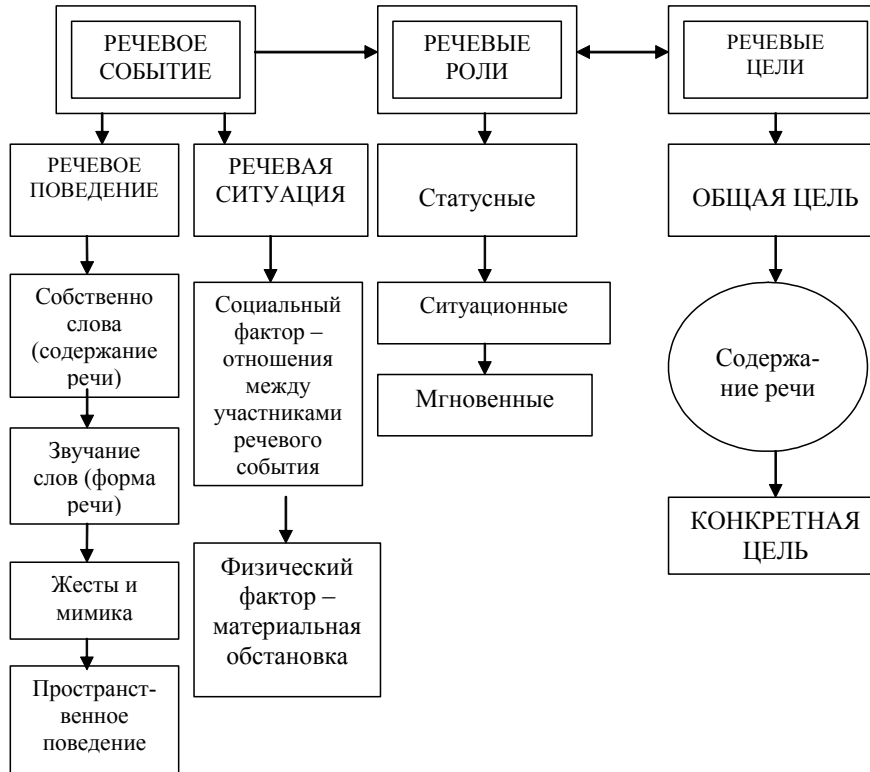 РЕЧЕВОЕ
СОБЫТИЕ
РЕЧЕВЫЕ
РОЛИ
РЕЧЕВЫЕ
ЦЕЛИ
РЕЧЕВОЕ
ПОВЕДЕНИЕ
РЕЧЕВАЯ
СИТУАЦИЯ
Статусные
ОБЩАЯ ЦЕЛЬ
Собственно
слова
(содержание
речи)
Социальный
фактор –
отношения
между
участниками
речевого
события
Ситуационные
Содержа-
ние речи
Мгновенные
Звучание
слов (форма
речи)
КОНКРЕТНАЯ
ЦЕЛЬ
Жесты и
мимика
Физический
фактор –
материальная
обстановка
Пространст-
венное
поведение